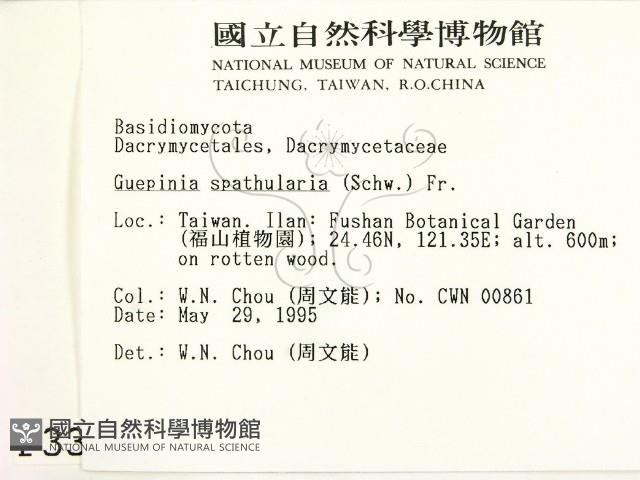 國立自然科學博物館
NATIONAL MUSEUM OF NATURAL SCIENCE
TAICHUNG, TAIWAN, R.O.CHINA
Basidiomycota
Dacrymycetales, Dacrymycetaceae
Guepinia spathularia (Schw.) Fr.
Loc.: Taiwan. Ilan: Fushan Botanical Garden
(福山植物園); 24.46N, 121.35E; alt. 600m;
on rotten wood.
Col.: W.N. Chou (周文能); No. CWN 00861
Date: May 29, 1995
Det.: W.N. Chou (周文能)
國立自然科學博物館
NATIONAL MUSEUM OF NATURAL SCIENCE